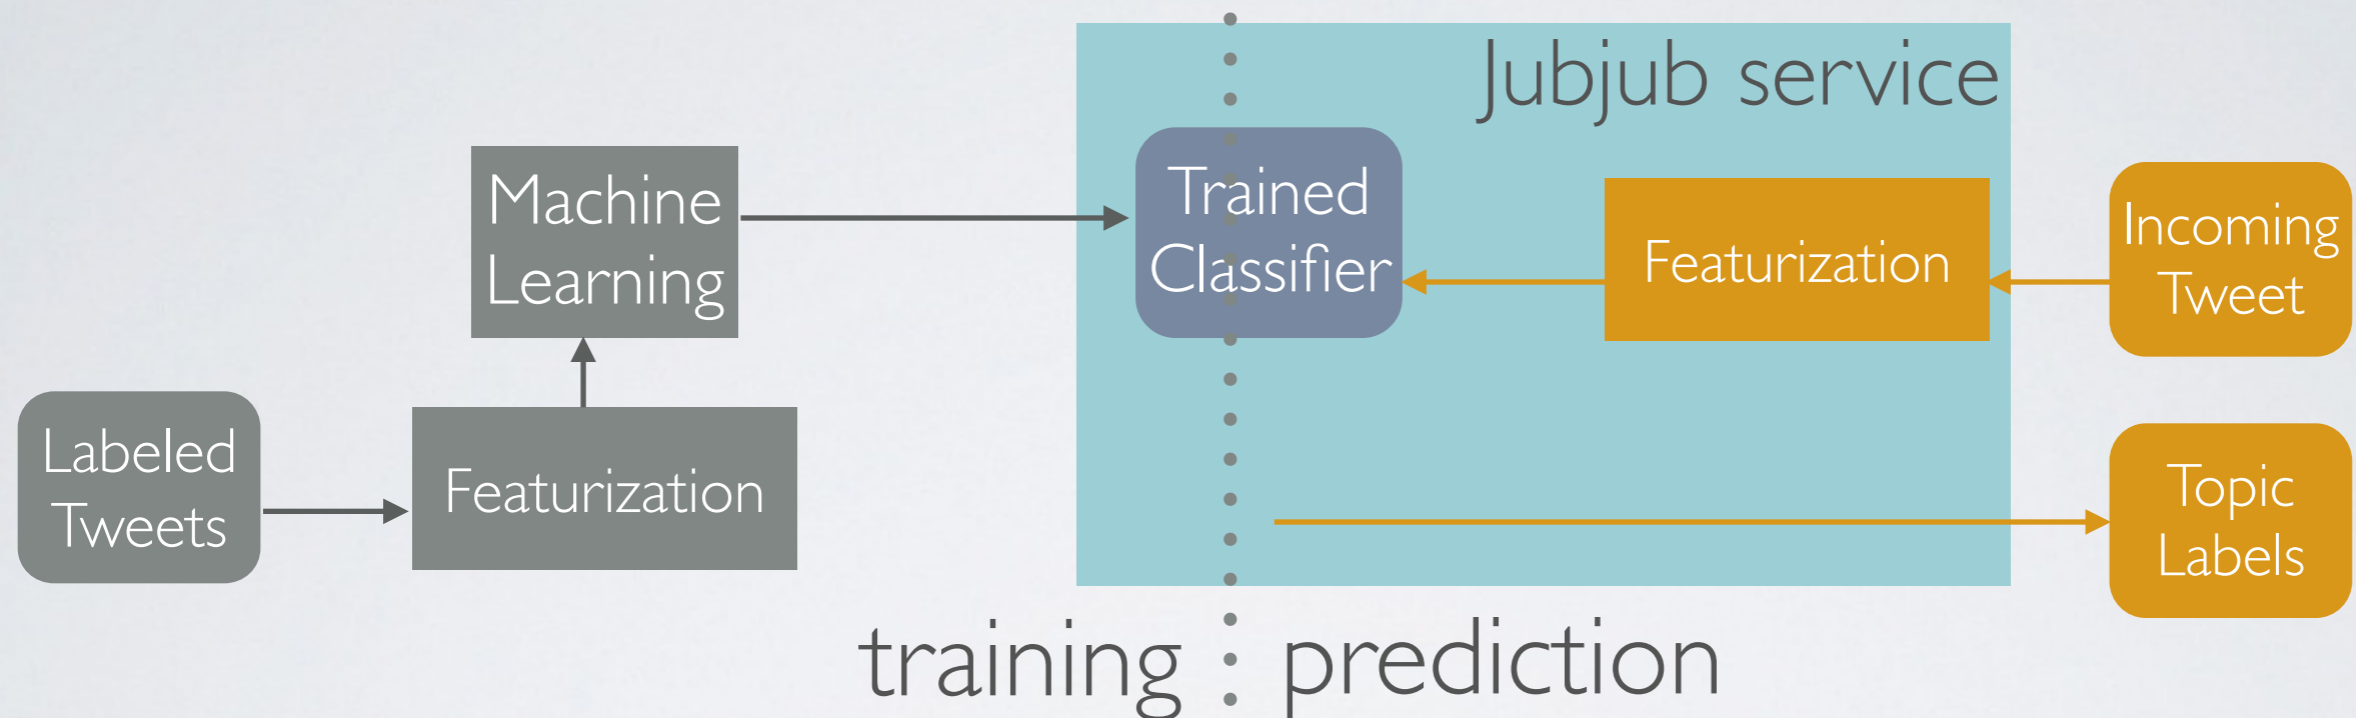 Jubjub service
Machine
Learning
Trained
Classifier
Featurization
Incoming
Tweet
Labeled
Tweets
Featurization
Topic
Labels
training
prediction